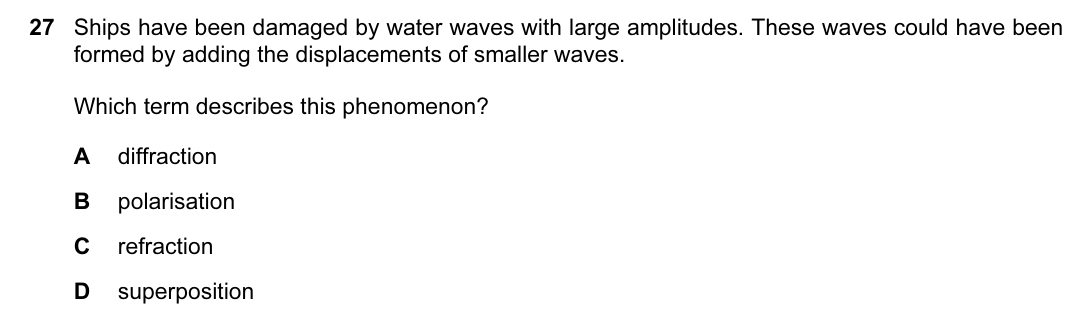 27 Ships have been damaged by water waves with large amplitudes. These waves could have been
formed by adding the displacements of smaller waves.
Which term describes this phenomenon?
A diffraction
B polarisation
C refraction
D superposition